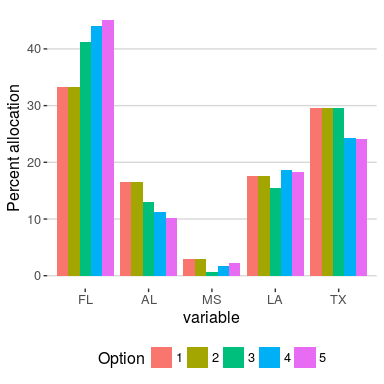 Percent allocation
40
30
20
10
0
FL AL MS LA TX
variable
Option 1 2 3 4 5